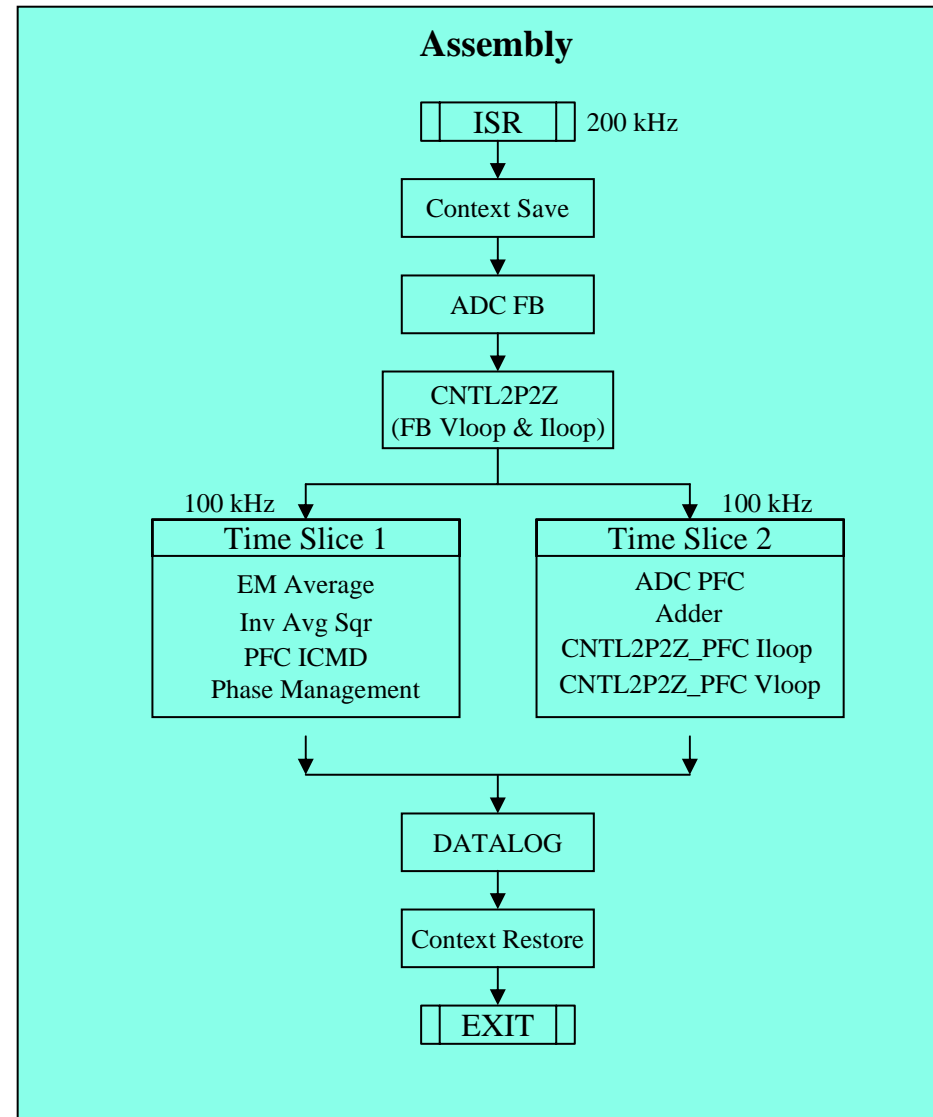 Assembly
ISR
200 kHz
Context Save
ADC FB
CNTL2P2Z
(FB Vloop & Iloop)
100 kHz
Time Slice 1
EM Average
Inv Avg Sqr
PFC ICMD
Phase Management
100 kHz
Time Slice 2
ADC PFC
Adder
CNTL2P2Z_PFC Iloop
CNTL2P2Z_PFC Vloop
DATALOG
Context Restore
EXIT